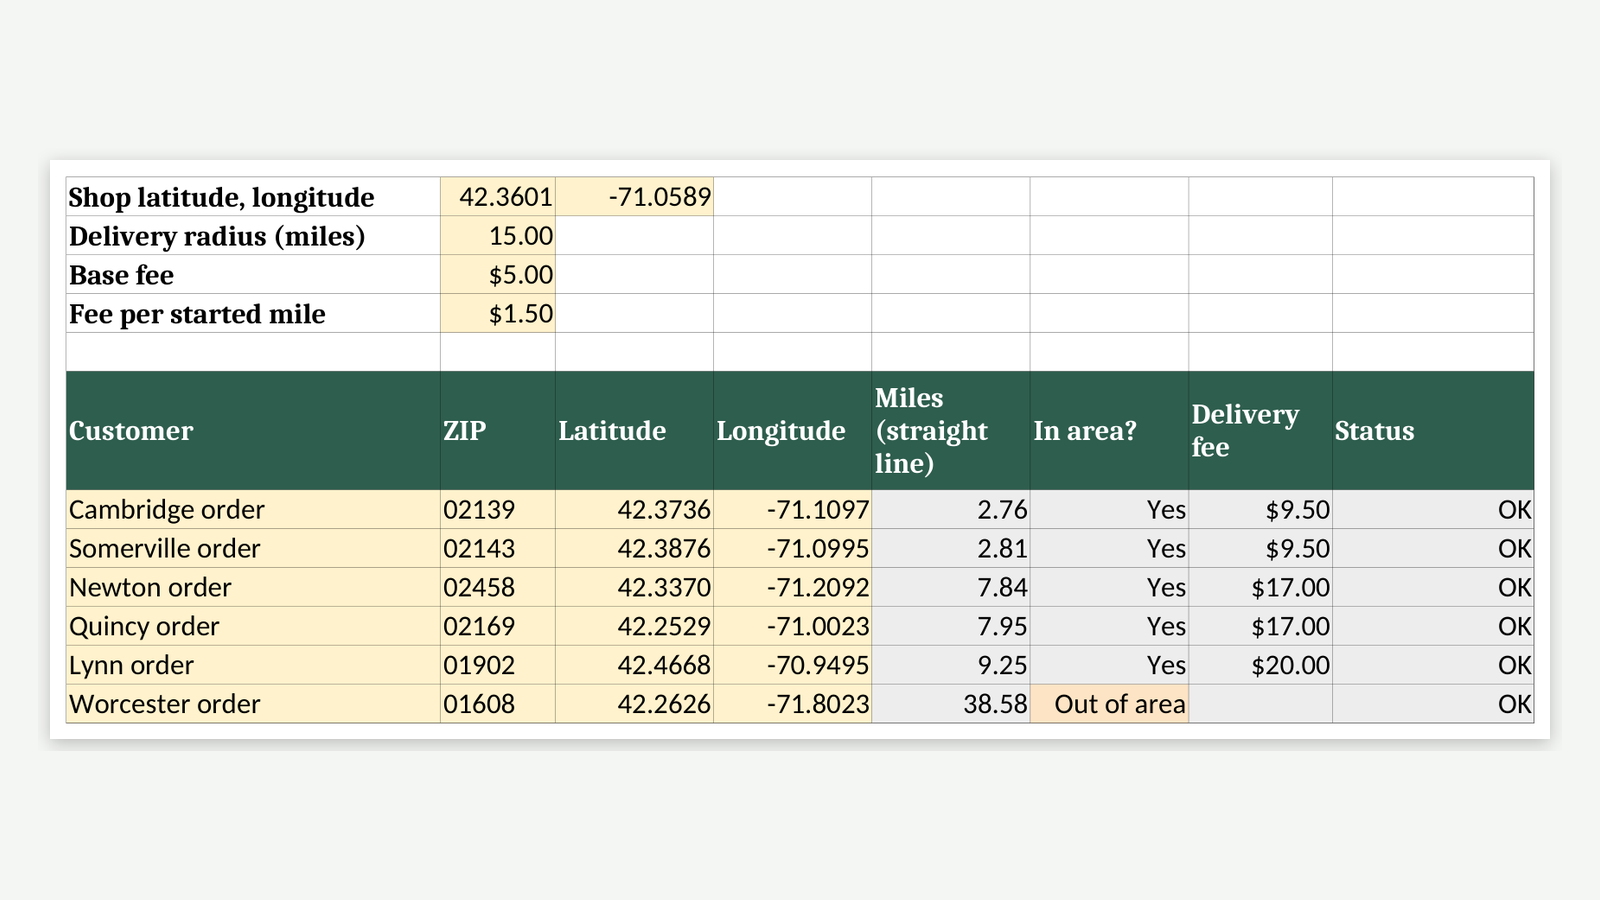 Shop latitude, longitude 42.3601 -71.0589
Delivery radius (miles) 15.00
Base fee $5.00
Fee per started mile $1.50
Customer ZIP Latitude Longitude Miles (straight line) In area? Delivery fee Status
Cambridge order 02139 42.3736 -71.1097 2.76 Yes $9.50 OK
Somerville order 02143 42.3876 -71.0995 2.81 Yes $9.50 OK
Newton order 02458 42.3370 -71.2092 7.84 Yes $17.00 OK
Quincy order 02169 42.2529 -71.0023 7.95 Yes $17.00 OK
Lynn order 01902 42.4668 -70.9495 9.25 Yes $20.00 OK
Worcester order 01608 42.2626 -71.8023 38.58 Out of area OK